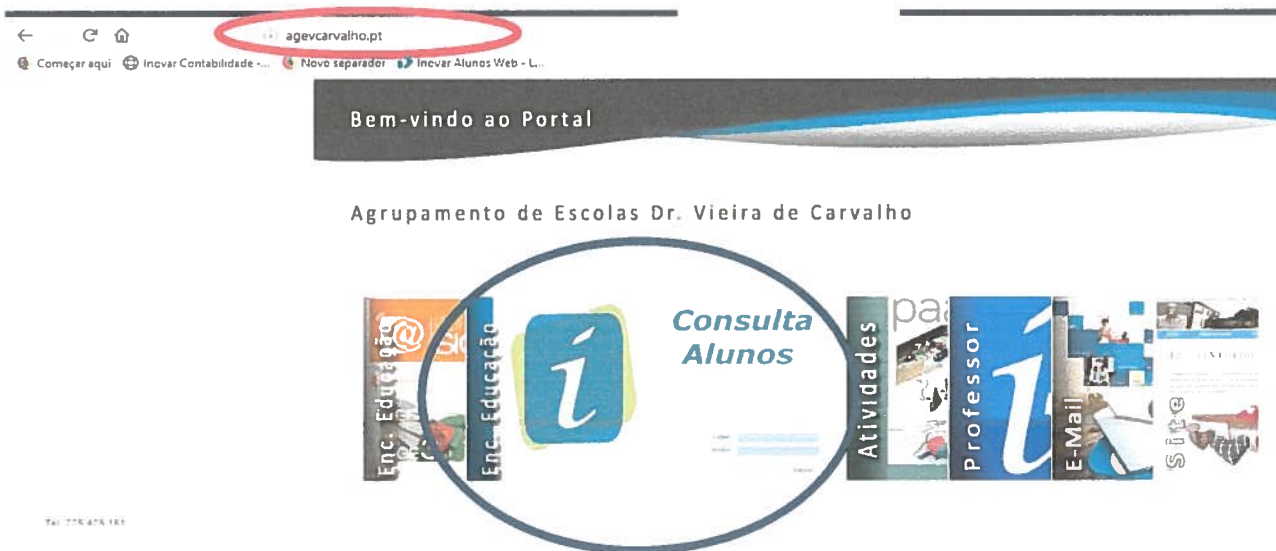 agevcarvalho.pt
Começar aqui Inovar Contabilidade -... Novo separador Inovar Alunos Web - L...
Bem-vindo ao Portal
Agrupamento de Escolas Dr. Vieira de Carvalho
Enc. Educação
Enc. Educação
i
Consulta
Alunos
Atividades
paa
Professor
i
E-Mail
Site